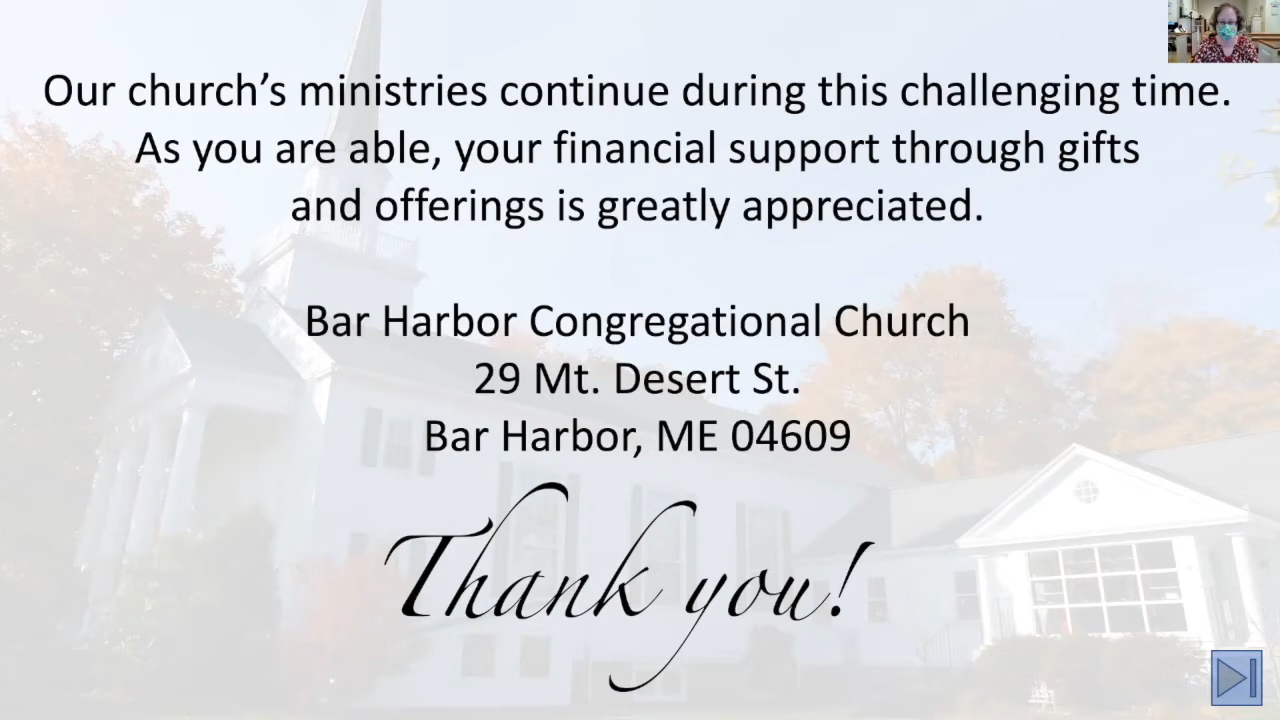 Our church’s ministries continue during this challenging time.
As you are able, your financial support through gifts
and offerings is greatly appreciated.
Bar Harbor Congregational Church
29 Mt. Desert St.
Bar Harbor, ME 04609
Thank you!